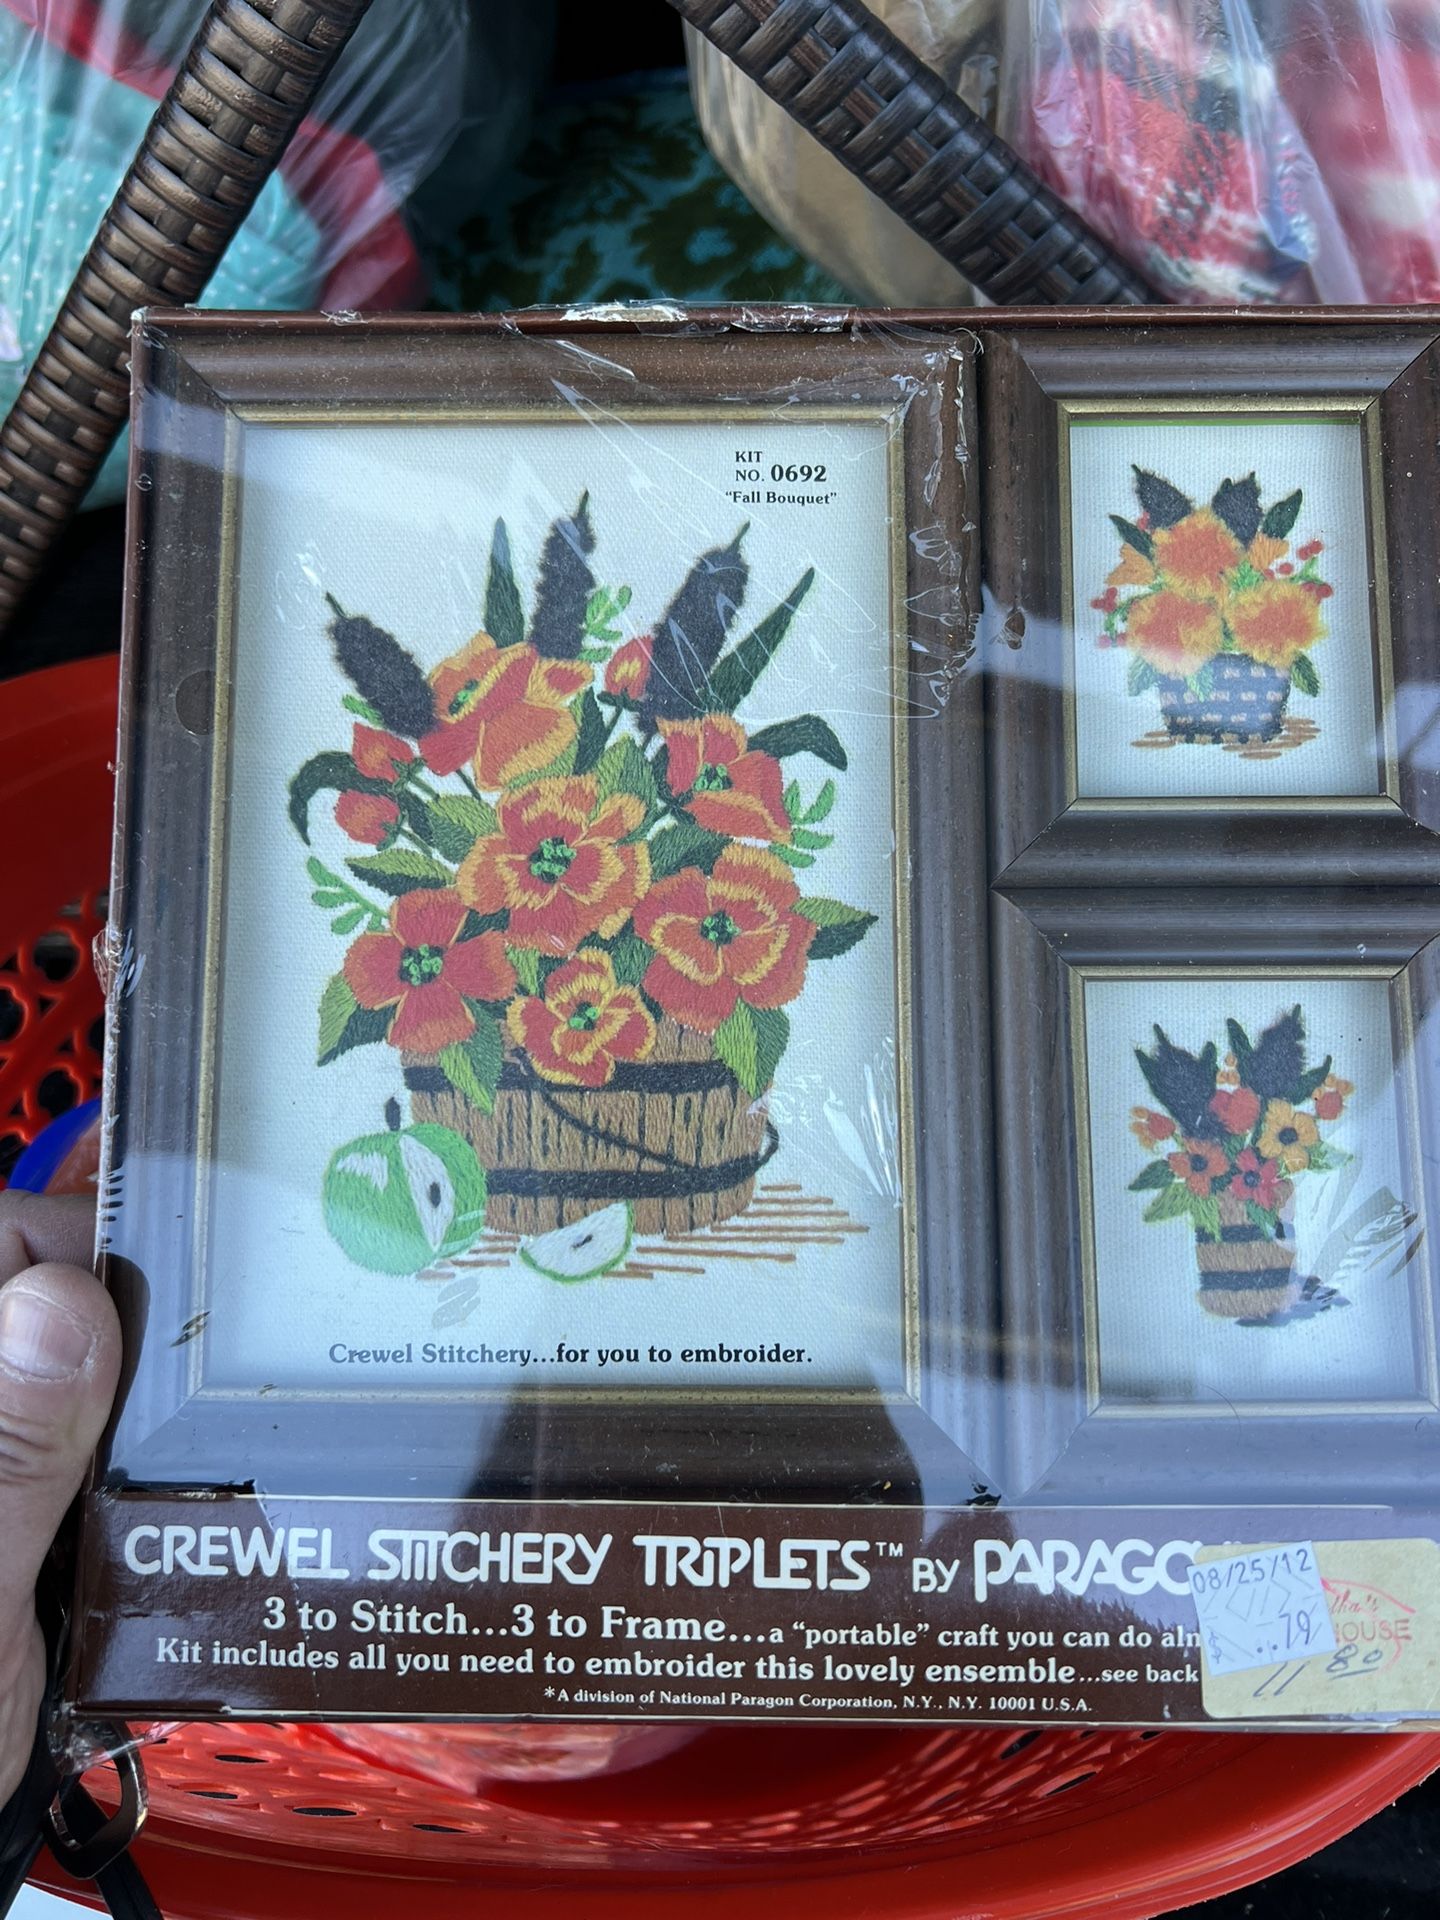 KIT
NO. 0692
"Fall Bouquet"
Crewel Stitchery...for you to embroider.
CREWEL STITCHERY TRIPLETS™ BY PARAGO
3 to Stitch...3 to Frame...a "portable" craft you can do
Kit includes all you need to embroider this lovely ensemble...see back
*A division of National Paragon Corporation, N.Y., N.Y. 10001 U.S.A.
08/25/12
.79
HOUSE